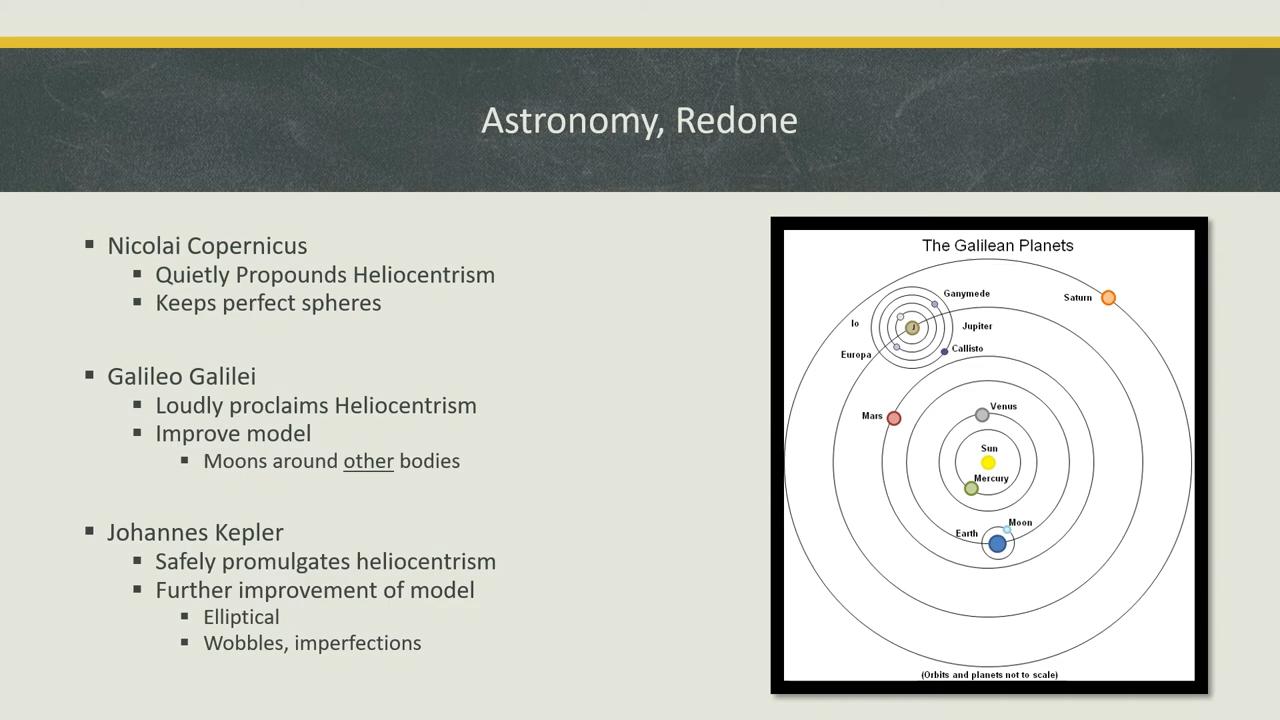 Astronomy, Redone
▪ Nicolai Copernicus
▪ Quietly Propounds Heliocentrism
▪ Keeps perfect spheres
▪ Galileo Galilei
▪ Loudly proclaims Heliocentrism
▪ Improve model
▪ Moons around other bodies
▪ Johannes Kepler
▪ Safely promulgates heliocentrism
▪ Further improvement of model
▪ Elliptical
▪ Wobbles, imperfections
The Galilean Planets
Ganymede
Saturn
Io
J
Jupiter
Callisto
Europa
Venus
Mars
Sun
Mercury
Moon
Earth
(Orbits and planets not to scale)